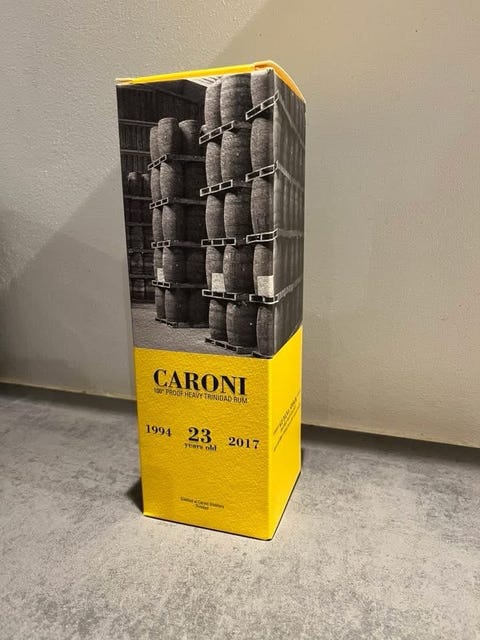 CARONI
100° PROOF HEAVY TRINIDAD RUM
1994 23 2017
years old
Distilled at Caroni Distillery
Trinidad